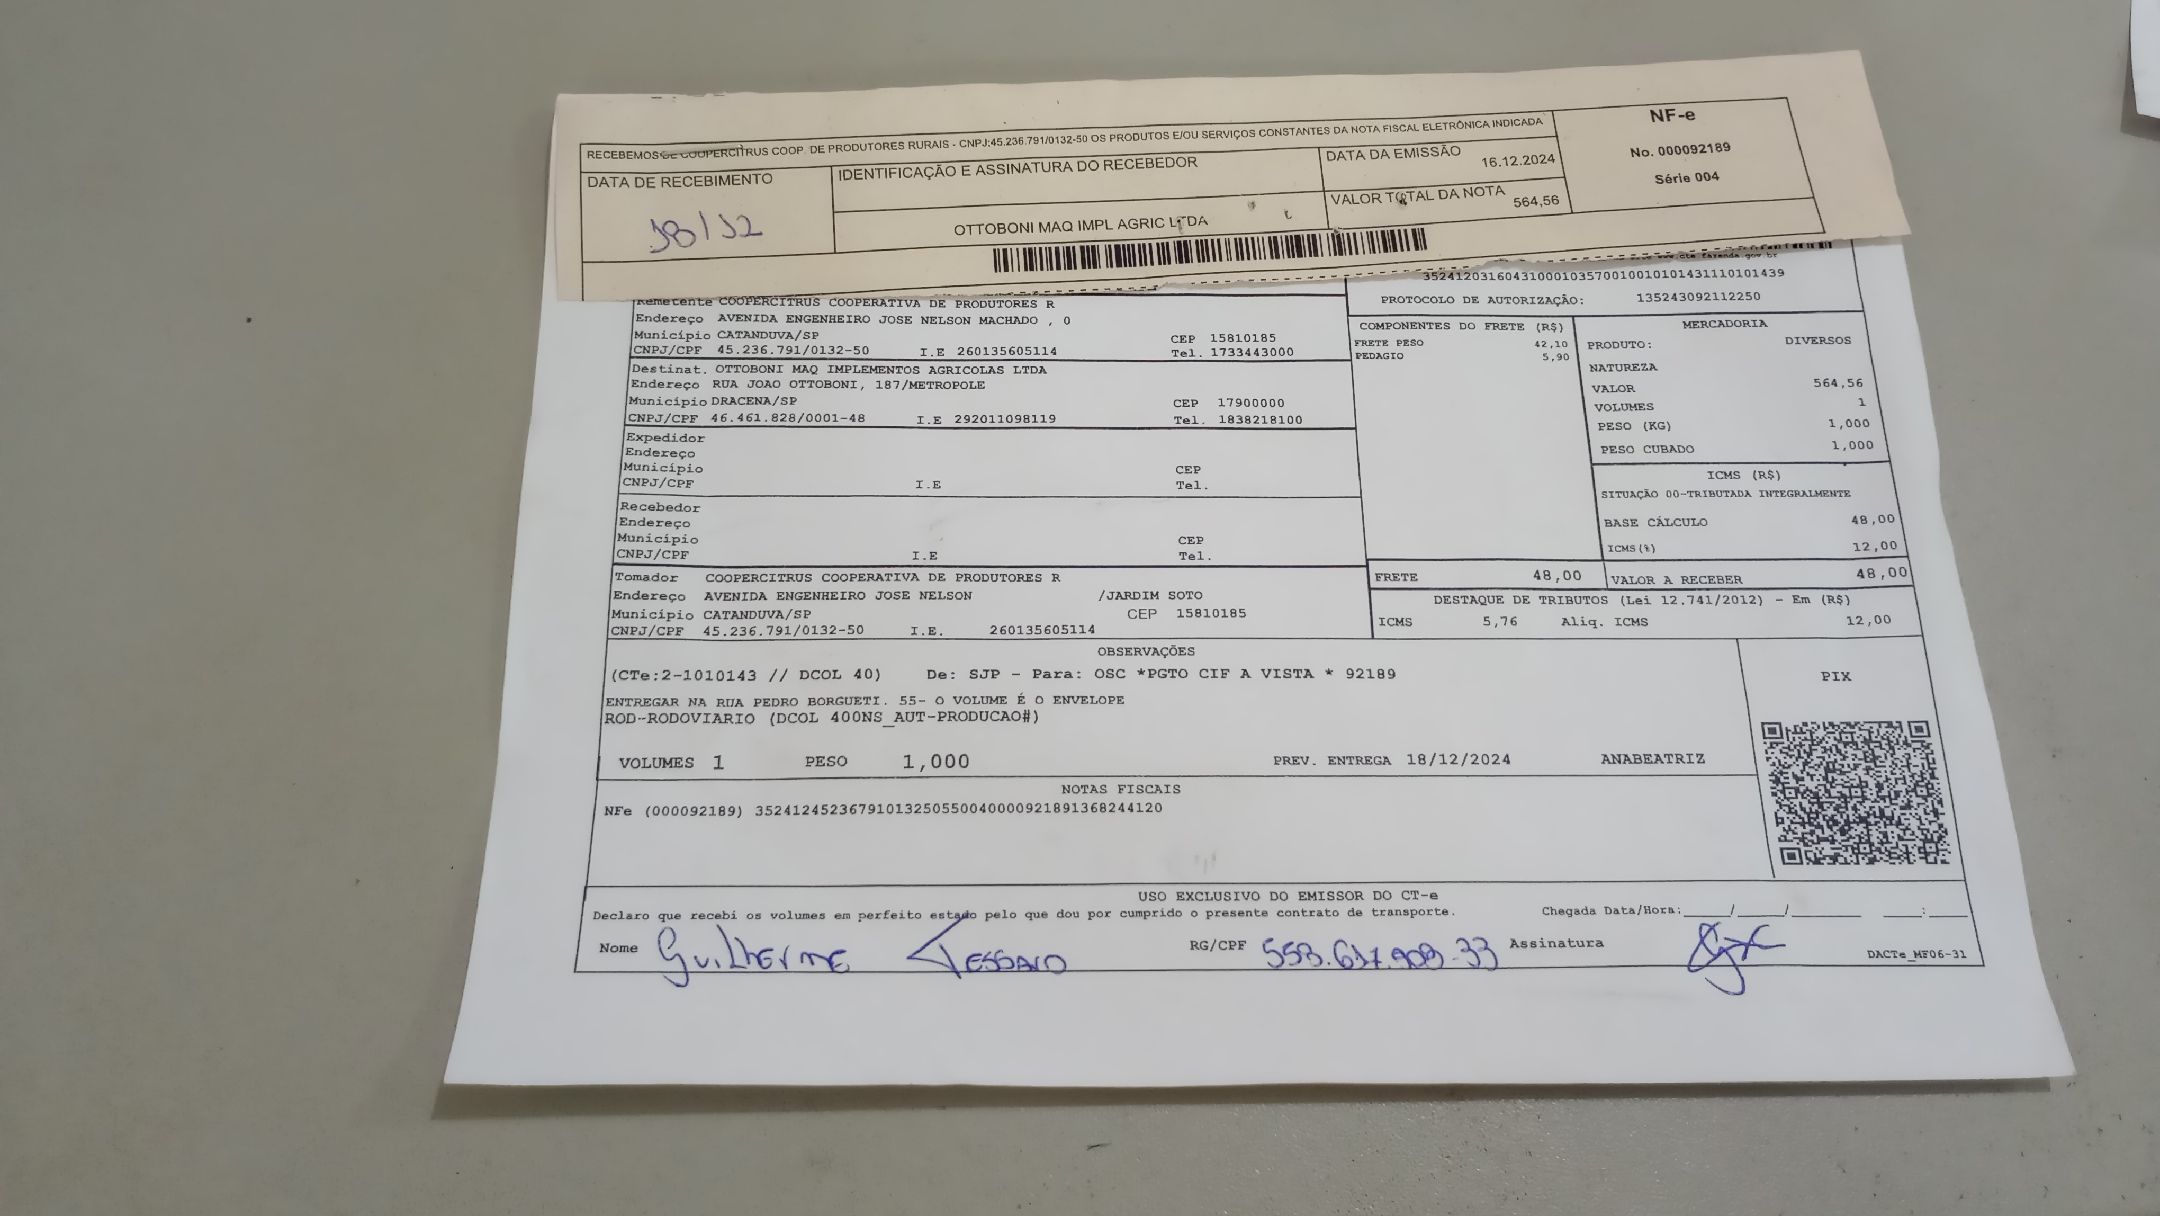 RECEBEMOS DE COOPERCITRUS COOP. DE PRODUTORES RURAIS - CNPJ:45.236.791/0132-50 OS PRODUTOS E/OU SERVIÇOS CONSTANTES DA NOTA FISCAL ELETRÔNICA INDICADA
NF-e
No. 000092189
Série 004
DATA DE RECEBIMENTO
18/12
IDENTIFICAÇÃO E ASSINATURA DO RECEBEDOR
OTTOBONI MAQ IMPL AGRIC LTDA
DATA DA EMISSÃO 16.12.2024
VALOR TOTAL DA NOTA 564,56
35241203160431000103570010010101431110101439
PROTOCOLO DE AUTORIZAÇÃO: 135243092112250
Remetente COOPERCITRUS COOPERATIVA DE PRODUTORES R
Endereço AVENIDA ENGENHEIRO JOSE NELSON MACHADO , 0
Município CATANDUVA/SP CEP 15810185
CNPJ/CPF 45.236.791/0132-50 I.E 260135605114 Tel. 1733443000
Destinat. OTTOBONI MAQ IMPLEMENTOS AGRICOLAS LTDA
Endereço RUA JOAO OTTOBONI, 187/METROPOLE
Município DRACENA/SP CEP 17900000
CNPJ/CPF 46.461.828/0001-48 I.E 292011098119 Tel. 1838218100
Expedidor
Endereço
Município CEP
CNPJ/CPF I.E Tel.
Recebedor
Endereço
Município CEP
CNPJ/CPF I.E Tel.
Tomador COOPERCITRUS COOPERATIVA DE PRODUTORES R
Endereço AVENIDA ENGENHEIRO JOSE NELSON /JARDIM SOTO
Município CATANDUVA/SP CEP 15810185
CNPJ/CPF 45.236.791/0132-50 I.E. 260135605114
COMPONENTES DO FRETE (R$)
FRETE PESO 42,10
PEDAGIO 5,90
MERCADORIA
PRODUTO: DIVERSOS
NATUREZA
VALOR 564,56
VOLUMES 1
PESO (KG) 1,000
PESO CUBADO 1,000
ICMS (R$)
SITUAÇÃO 00-TRIBUTADA INTEGRALMENTE
BASE CÁLCULO 48,00
ICMS(%) 12,00
FRETE 48,00 VALOR A RECEBER 48,00
DESTAQUE DE TRIBUTOS (Lei 12.741/2012) - Em (R$)
ICMS 5,76 Aliq. ICMS 12,00
OBSERVAÇÕES
(CTe:2-1010143 // DCOL 40) De: SJP - Para: OSC *PGTO CIF A VISTA * 92189
ENTREGAR NA RUA PEDRO BORGUETI. 55- O VOLUME É O ENVELOPE
ROD-RODOVIARIO (DCOL 400NS_AUT-PRODUCAO#)
VOLUMES 1 PESO 1,000 PREV. ENTREGA 18/12/2024 ANABEATRIZ
PIX
NOTAS FISCAIS
NFe (000092189) 35241245236791013250550040000921891368244120
USO EXCLUSIVO DO EMISSOR DO CT-e
Declaro que recebi os volumes em perfeito estado pelo que dou por cumprido o presente contrato de transporte. Chegada Data/Hora:____/____/______ ___:___
Nome Guilherme RG/CPF Assinatura
DACTe_MF06-31